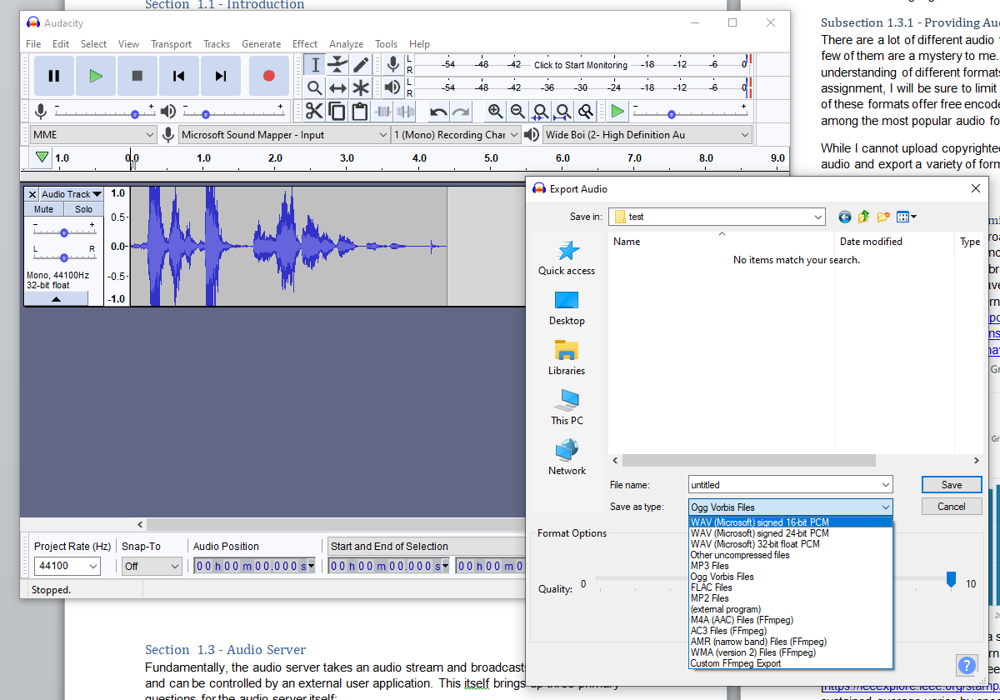 Section 1.1 - Introduction
Audacity
File Edit Select View Transport Tracks Generate Effect Analyze Tools Help
L
R
-54 -48 -42 Click to Start Monitoring -18 -12 -6 0
L
R
-54 -48 -42 -36 -30 -24 -18 -12 -6 0
- +
- +
- +
MME
Microsoft Sound Mapper - Input
1 (Mono) Recording Char
Wide Boi (2- High Definition Au
1.0 0.0 1.0 2.0 3.0 4.0 5.0 6.0 7.0 8.0 9.0
Audio Track
Mute Solo
- +
L R
Mono, 44100Hz
32-bit float
1.0
0.5
0.0
-0.5
-1.0
Project Rate (Hz) Snap-To Audio Position Start and End of Selection
44100 Off 00 h 00 m 00.000 s 00 h 00 m 00.000 s 00 h 00 m 0
Stopped.
Export Audio
Save in: test
Name Date modified Type
No items match your search.
Quick access
Desktop
Libraries
This PC
Network
File name: untitled Save
Save as type: Ogg Vorbis Files Cancel
WAV (Microsoft) signed 16-bit PCM
WAV (Microsoft) signed 24-bit PCM
WAV (Microsoft) 32-bit float PCM
Other uncompressed files
MP3 Files
Ogg Vorbis Files
FLAC Files
MP2 Files
(external program)
M4A (AAC) Files (FFmpeg)
AC3 Files (FFmpeg)
AMR (narrow band) Files (FFmpeg)
WMA (version 2) Files (FFmpeg)
Custom FFmpeg Export
Format Options
Quality: 0 10
?
Subsection 1.3.1 - Providing Au
There are a lot of different audio
few of them are a mystery to me.
understanding of different formats
assignment, I will be sure to limit
of these formats offer free encode
among the most popular audio fo
While I cannot upload copyrighted
audio and export a variety of form
Section 1.3 - Audio Server
Fundamentally, the audio server takes an audio stream and broadcasts
and can be controlled by an external user application. This itself brings up three primary
questions for the audio server itself:
https://ieeexplore.ieee.org/stamp